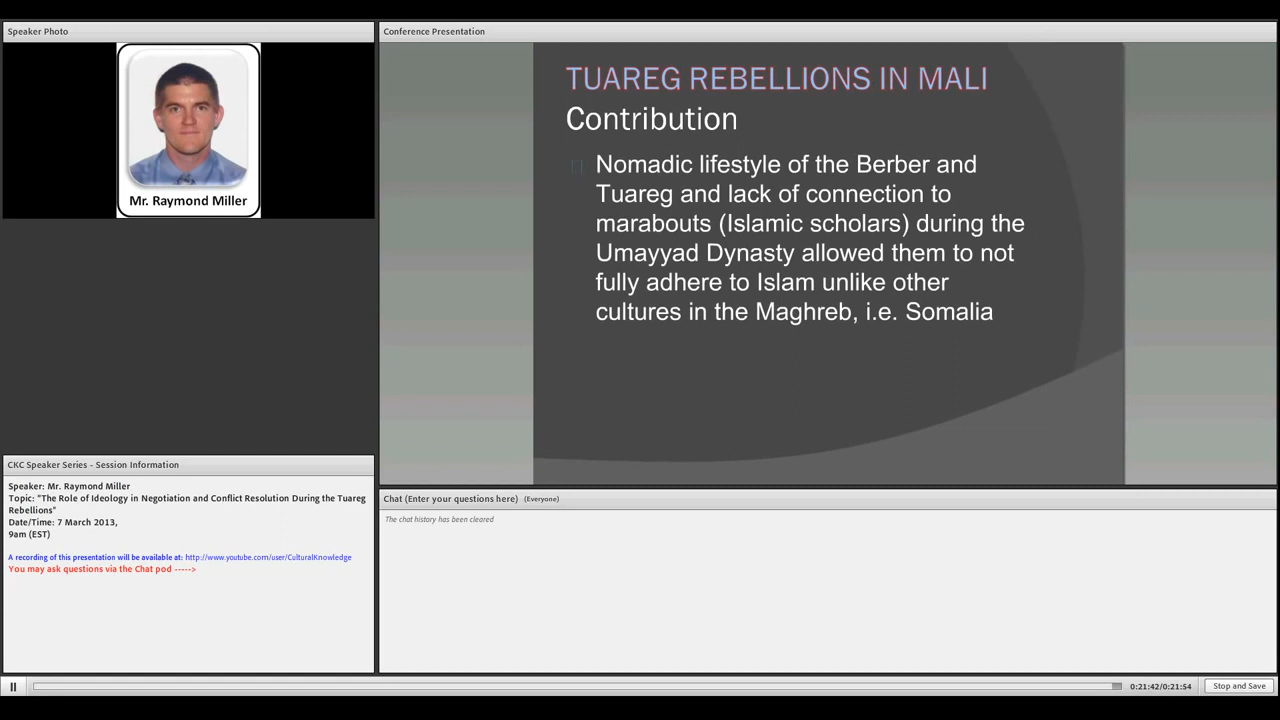 Speaker Photo
Mr. Raymond Miller
Conference Presentation
TUAREG REBELLIONS IN MALI
Contribution
Nomadic lifestyle of the Berber and
Tuareg and lack of connection to
marabouts (Islamic scholars) during the
Umayyad Dynasty allowed them to not
fully adhere to Islam unlike other
cultures in the Maghreb, i.e. Somalia
CKC Speaker Series - Session Information
Speaker: Mr. Raymond Miller
Topic: "The Role of Ideology in Negotiation and Conflict Resolution During the Tuareg
Rebellions"
Date/Time: 7 March 2013,
9am (EST)
A recording of this presentation will be available at: http://www.youtube.com/user/CulturalKnowledge
You may ask questions via the Chat pod ----->
Chat (Enter your questions here) (Everyone)
The chat history has been cleared
0:21:42/0:21:54
Stop and Save